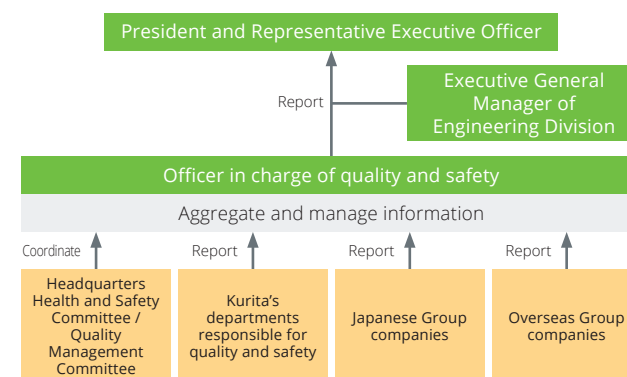 President and Representative Executive Officer
Report
Executive General
Manager of
Engineering Division
Officer in charge of quality and safety
Aggregate and manage information
Coordinate
Report
Report
Report
Headquarters
Health and Safety
Committee /
Quality
Management
Committee
Kurita’s
departments
responsible for
quality and safety
Japanese Group
companies
Overseas Group
companies